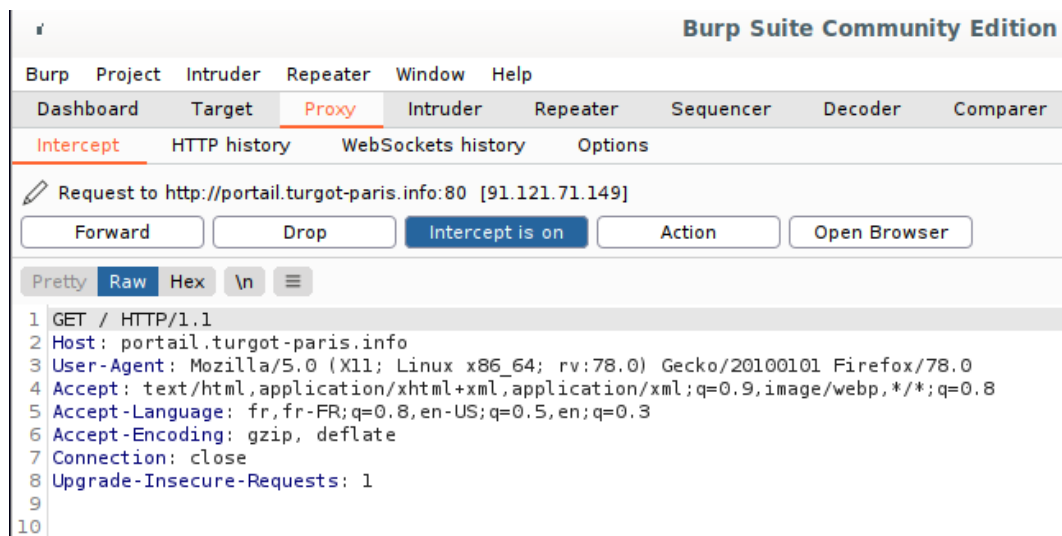 Burp Suite Community Edition
Burp Project Intruder Repeater Window Help
Dashboard Target Proxy Intruder Repeater Sequencer Decoder Comparer
Intercept HTTP history WebSockets history Options
Request to http://portail.turgot-paris.info:80 [91.121.71.149]
Forward Drop Intercept is on Action Open Browser
Pretty Raw Hex \n
1 GET / HTTP/1.1
2 Host: portail.turgot-paris.info
3 User-Agent: Mozilla/5.0 (X11; Linux x86_64; rv:78.0) Gecko/20100101 Firefox/78.0
4 Accept: text/html,application/xhtml+xml,application/xml;q=0.9,image/webp,*/*;q=0.8
5 Accept-Language: fr,fr-FR;q=0.8,en-US;q=0.5,en;q=0.3
6 Accept-Encoding: gzip, deflate
7 Connection: close
8 Upgrade-Insecure-Requests: 1
9
10